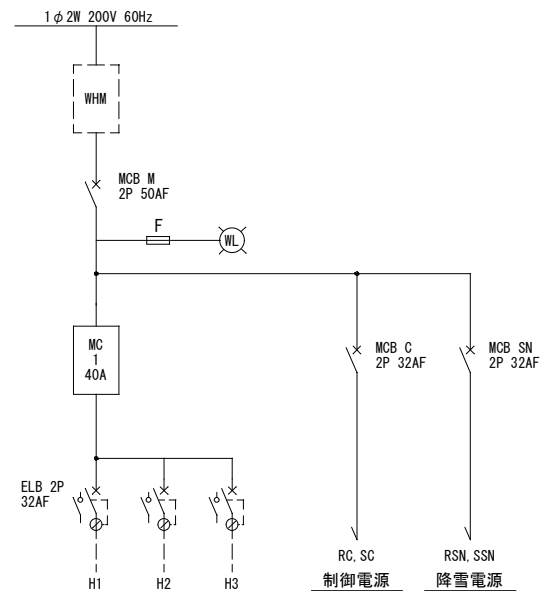 1φ2W 200V 60Hz
WHM
MCB M
2P 50AF
F
WL
MC
1
40A
MCB C
2P 32AF
MCB SN
2P 32AF
ELB 2P
32AF
H1
H2
H3
RC, SC
制御電源
RSN, SSN
降雪電源